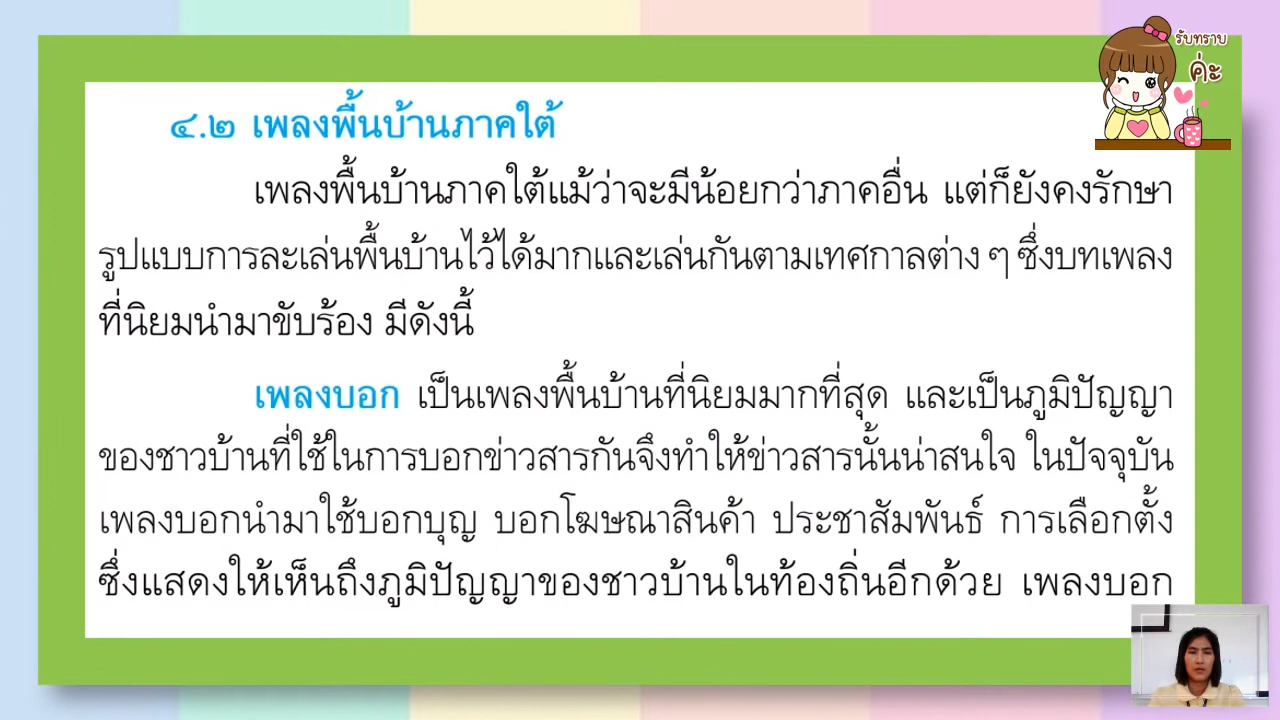 รับทราบ
ค่ะ
๔.๒ เพลงพื้นบ้านภาคใต้
เพลงพื้นบ้านภาคใต้แม้ว่าจะมีน้อยกว่าภาคอื่น แต่ก็ยังคงรักษา
รูปแบบการละเล่นพื้นบ้านไว้ได้มากและเล่นกันตามเทศกาลต่าง ๆ ซึ่งบทเพลง
ที่นิยมนำมาขับร้อง มีดังนี้
เพลงบอก เป็นเพลงพื้นบ้านที่นิยมมากที่สุด และเป็นภูมิปัญญา
ของชาวบ้านที่ใช้ในการบอกข่าวสารกันจึงทำให้ข่าวสารนั้นน่าสนใจ ในปัจจุบัน
เพลงบอกนำมาใช้บอกบุญ บอกโฆษณาสินค้า ประชาสัมพันธ์ การเลือกตั้ง
ซึ่งแสดงให้เห็นถึงภูมิปัญญาของชาวบ้านในท้องถิ่นอีกด้วย เพลงบอก